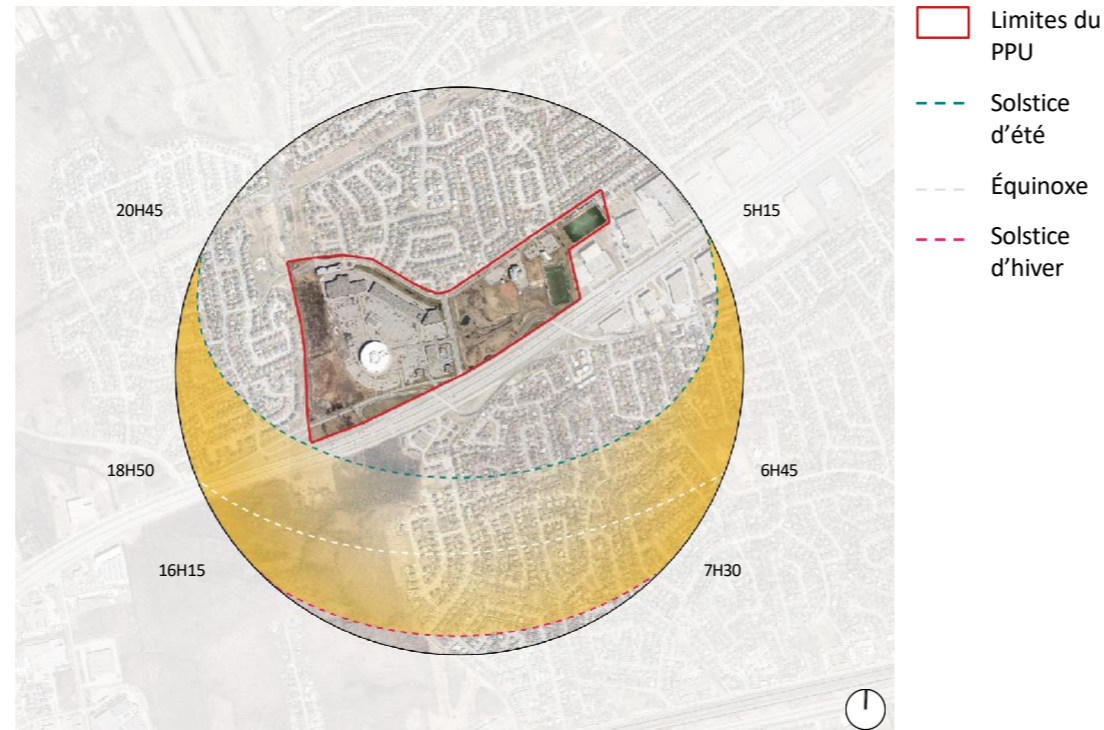 Limites du
PPU
Solstice
d’été
Équinoxe
Solstice
d’hiver
20H45
5H15
18H50
6H45
16H15
7H30